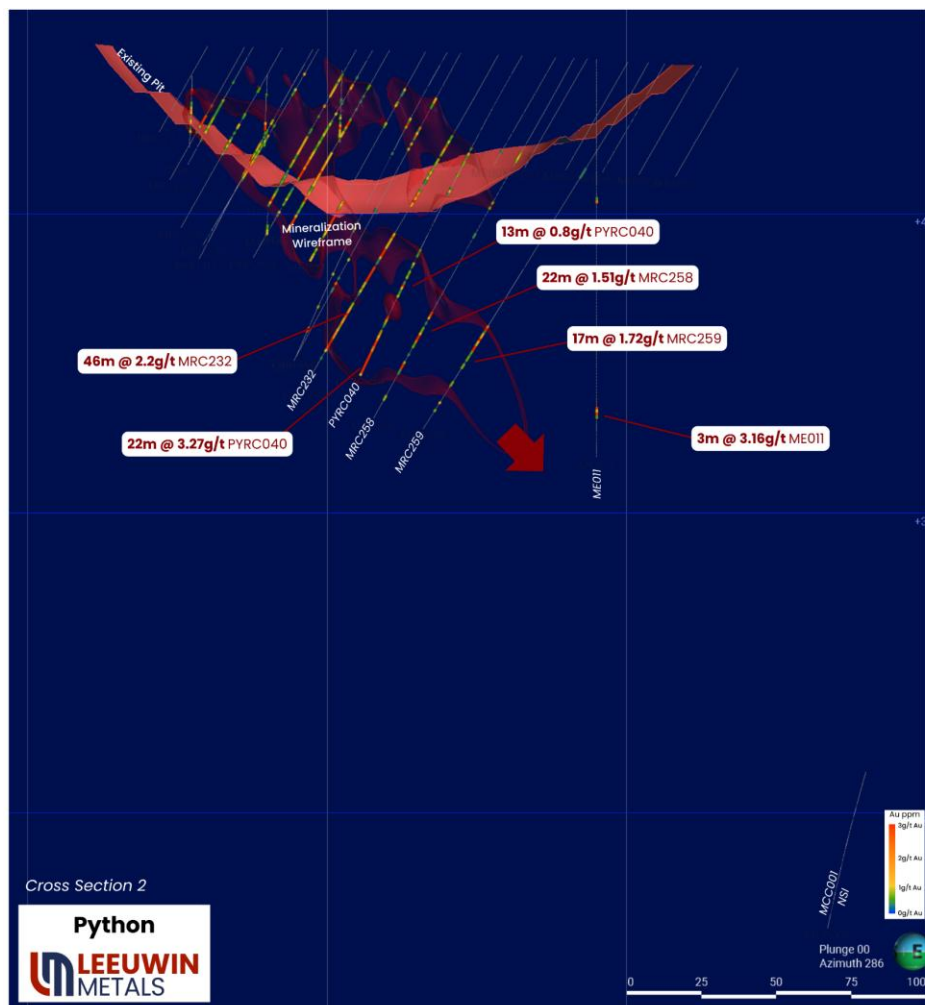 Existing Pit
+4
Mineralization
Wireframe
13m @ 0.8g/t PYRC040
22m @ 1.51g/t MRC258
17m @ 1.72g/t MRC259
46m @ 2.2g/t MRC232
MRC232
PYRC040
MRC258
MRC259
22m @ 3.27g/t PYRC040
3m @ 3.16g/t ME011
ME011
+3
MCC001
NSI
Au ppm
3g/t Au
2g/t Au
1g/t Au
0g/t Au
Cross Section 2
Python
LEEUWIN
METALS
Plunge 00
Azimuth 286
E
0 25 50 75 100